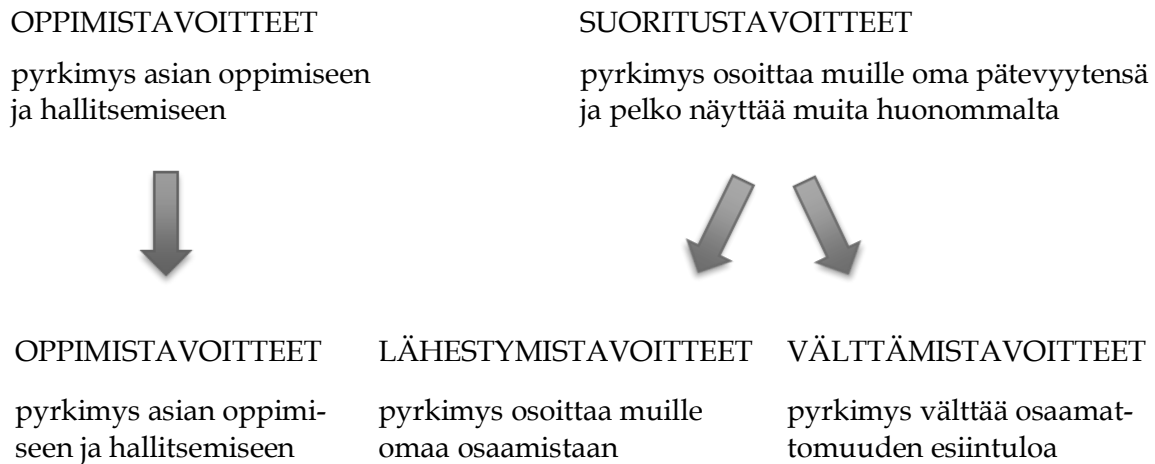 OPPIMISTAVOITTEET
pyrkimys asian oppimiseen
ja hallitsemiseen
SUORITUSTAVOITTEET
pyrkimys osoittaa muille oma pätevyytensä
ja pelko näyttää muita huonommalta
OPPIMISTAVOITTEET
pyrkimys asian oppimi-
seen ja hallitsemiseen
LÄHESTYMISTAVOITTEET
pyrkimys osoittaa muille
omaa osaamistaan
VÄLTTÄMISTAVOITTEET
pyrkimys välttää osaamat-
tomuuden esiintuloa